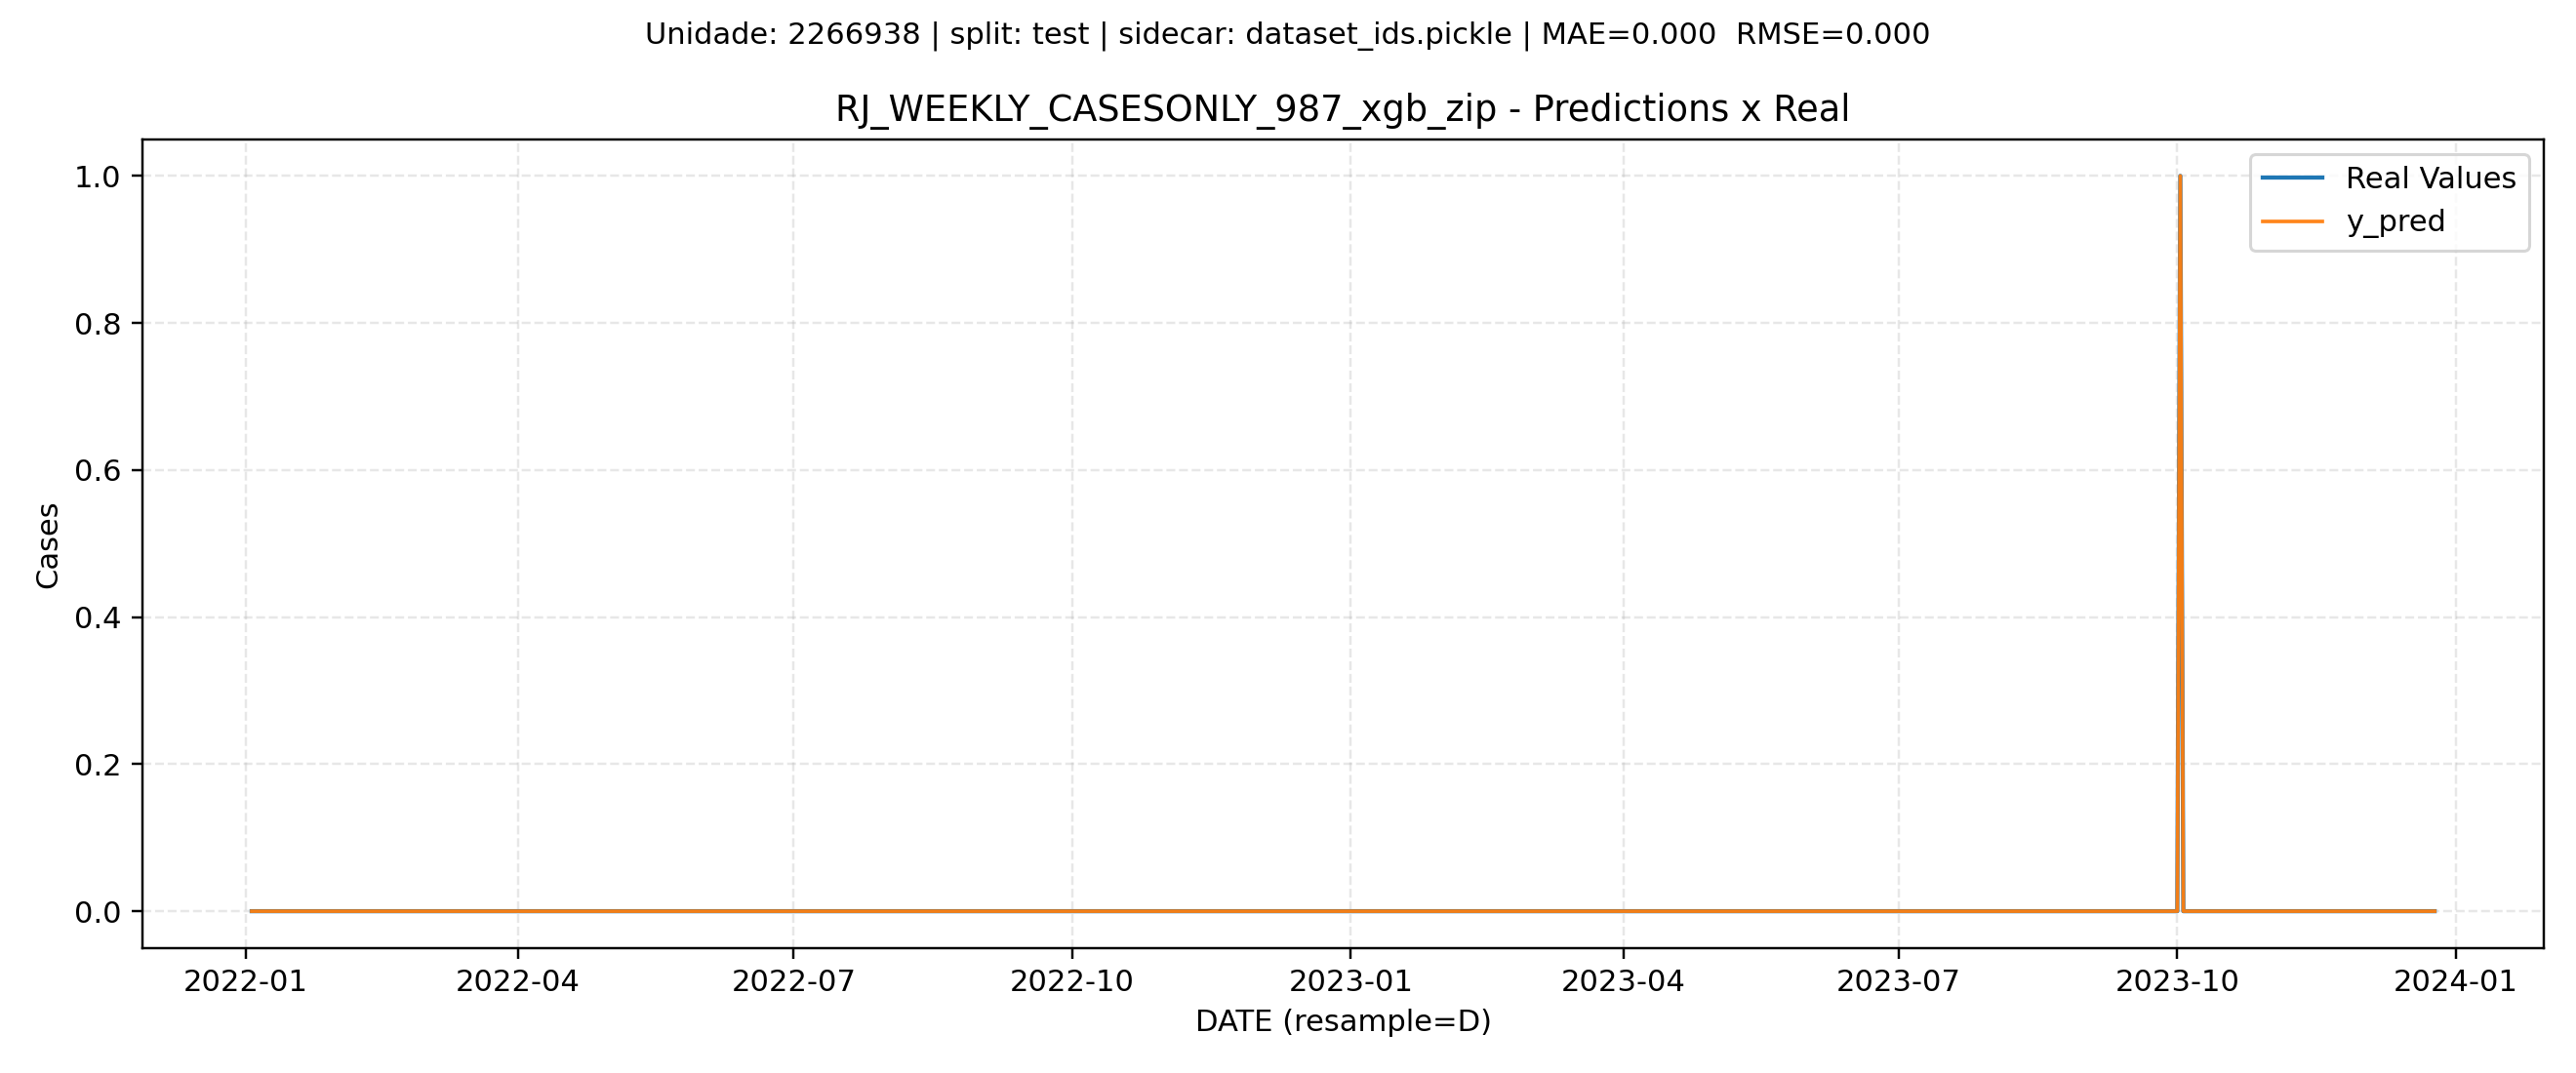 Unidade: 2266938 | split: test | sidecar: dataset_ids.pickle | MAE=0.000  RMSE=0.000
RJ_WEEKLY_CASESONLY_987_xgb_zip - Predictions x Real
Real Values
y_pred
1.0
0.8
0.6
0.4
0.2
0.0
Cases
2022-01 2022-04 2022-07 2022-10 2023-01 2023-04 2023-07 2023-10 2024-01
DATE (resample=D)